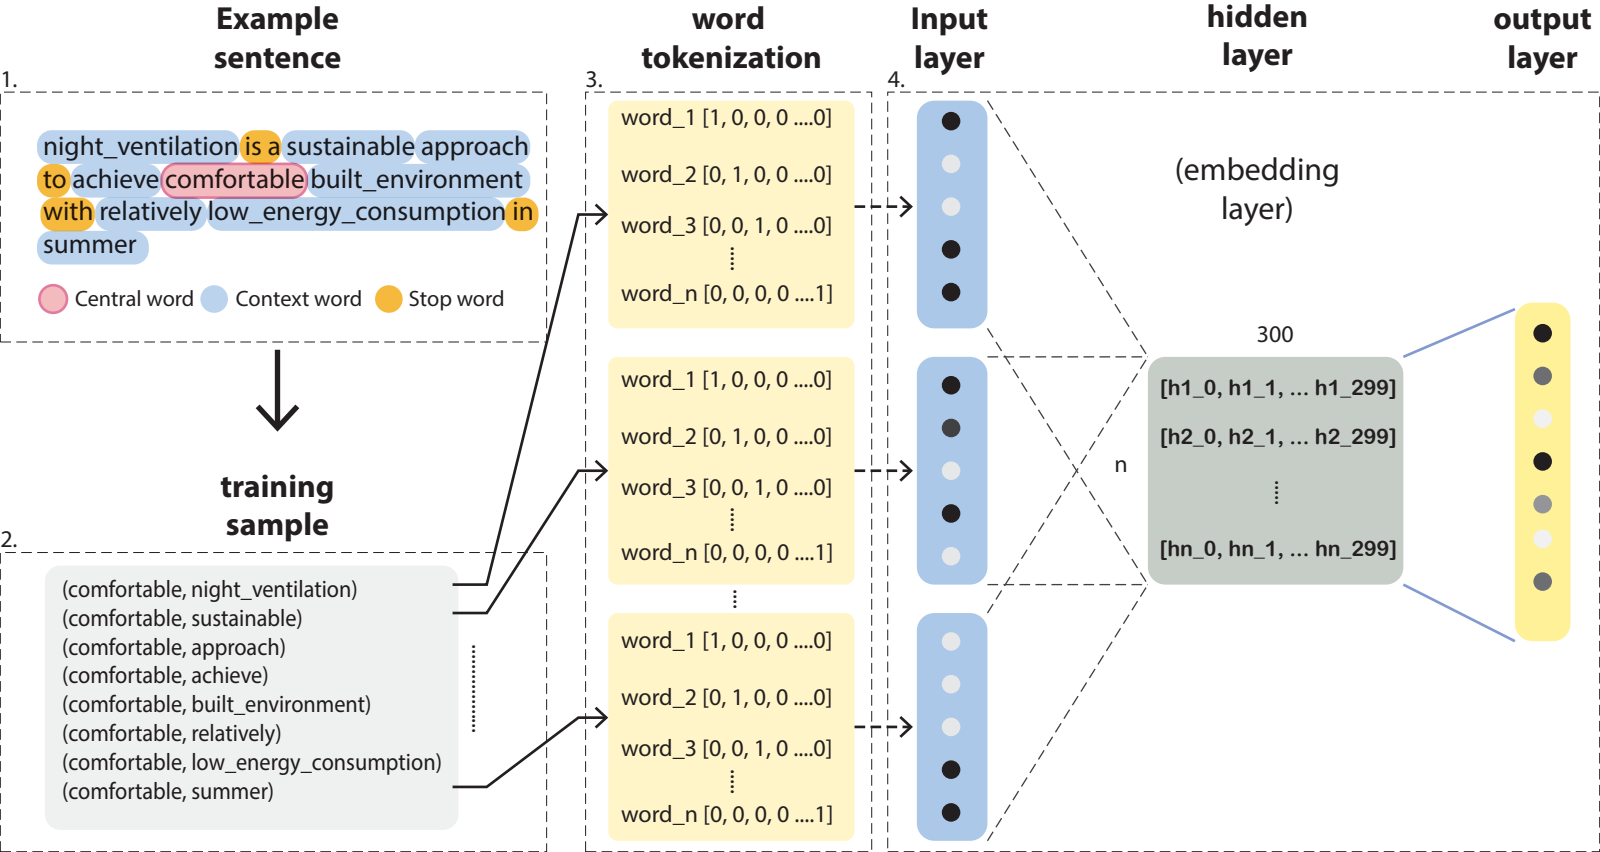 Example
sentence
1.
night_ventilation is a sustainable approach
to achieve comfortable built_environment
with relatively low_energy_consumption in
summer
Central word Context word Stop word
training
sample
2.
(comfortable, night_ventilation)
(comfortable, sustainable)
(comfortable, approach)
(comfortable, achieve)
(comfortable, built_environment)
(comfortable, relatively)
(comfortable, low_energy_consumption)
(comfortable, summer)
word
tokenization
3.
word_1 [1, 0, 0, 0 ....0]
word_2 [0, 1, 0, 0 ....0]
word_3 [0, 0, 1, 0 ....0]
word_n [0, 0, 0, 0 ....1]
word_1 [1, 0, 0, 0 ....0]
word_2 [0, 1, 0, 0 ....0]
word_3 [0, 0, 1, 0 ....0]
word_n [0, 0, 0, 0 ....1]
word_1 [1, 0, 0, 0 ....0]
word_2 [0, 1, 0, 0 ....0]
word_3 [0, 0, 1, 0 ....0]
word_n [0, 0, 0, 0 ....1]
Input
layer
4.
hidden
layer
(embedding
layer)
300
n
[h1_0, h1_1, ... h1_299]
[h2_0, h2_1, ... h2_299]
[hn_0, hn_1, ... hn_299]
output
layer